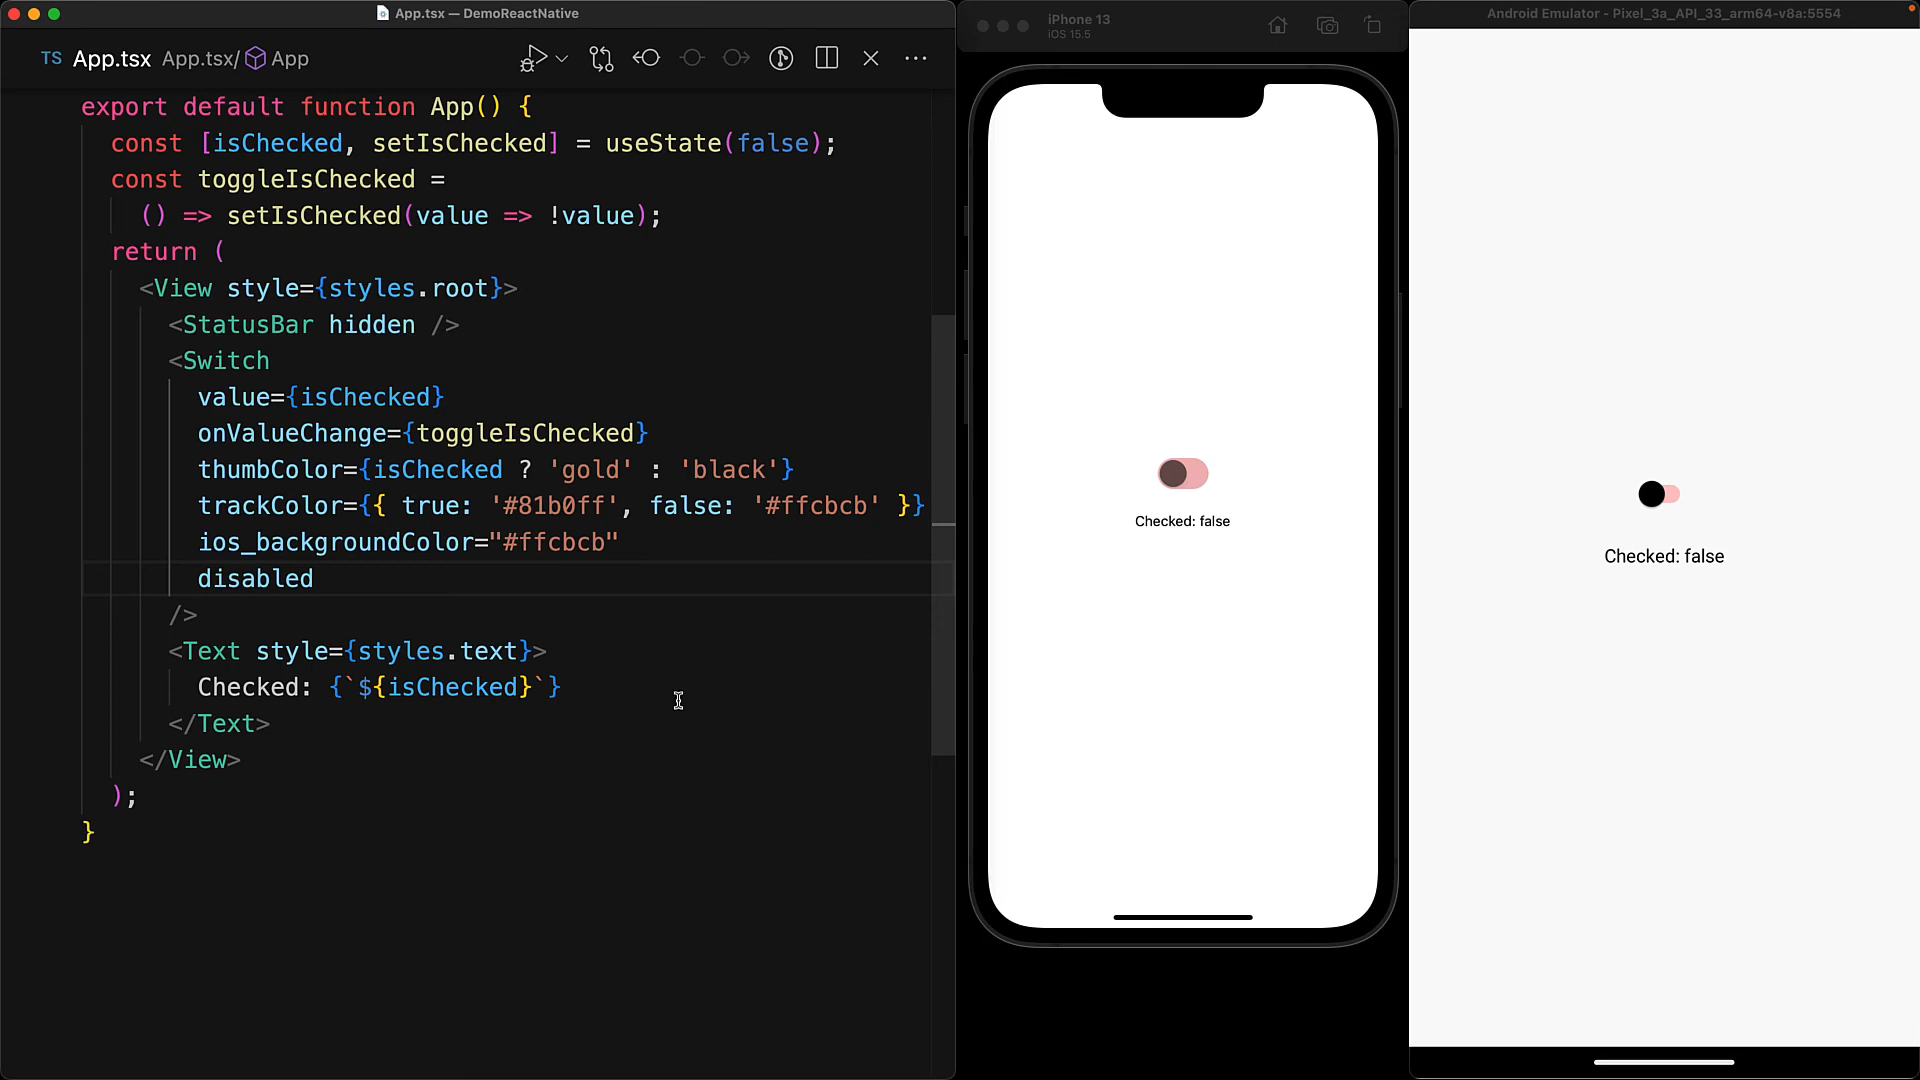 App.tsx — DemoReactNative
TS App.tsx App.tsx/ App
export default function App() {
const [isChecked, setIsChecked] = useState(false);
const toggleIsChecked =
() => setIsChecked(value => !value);
return (
<View style={styles.root}>
<StatusBar hidden />
<Switch
value={isChecked}
onValueChange={toggleIsChecked}
thumbColor={isChecked ? 'gold' : 'black'}
trackColor={{ true: '#81b0ff', false: '#ffcbcb' }}
ios_backgroundColor="#ffcbcb"
disabled
/>
<Text style={styles.text}>
Checked: {`${isChecked}`}
</Text>
</View>
);
}
iPhone 13
iOS 15.5
Checked: false
Android Emulator - Pixel_3a_API_33_arm64-v8a:5554
Checked: false